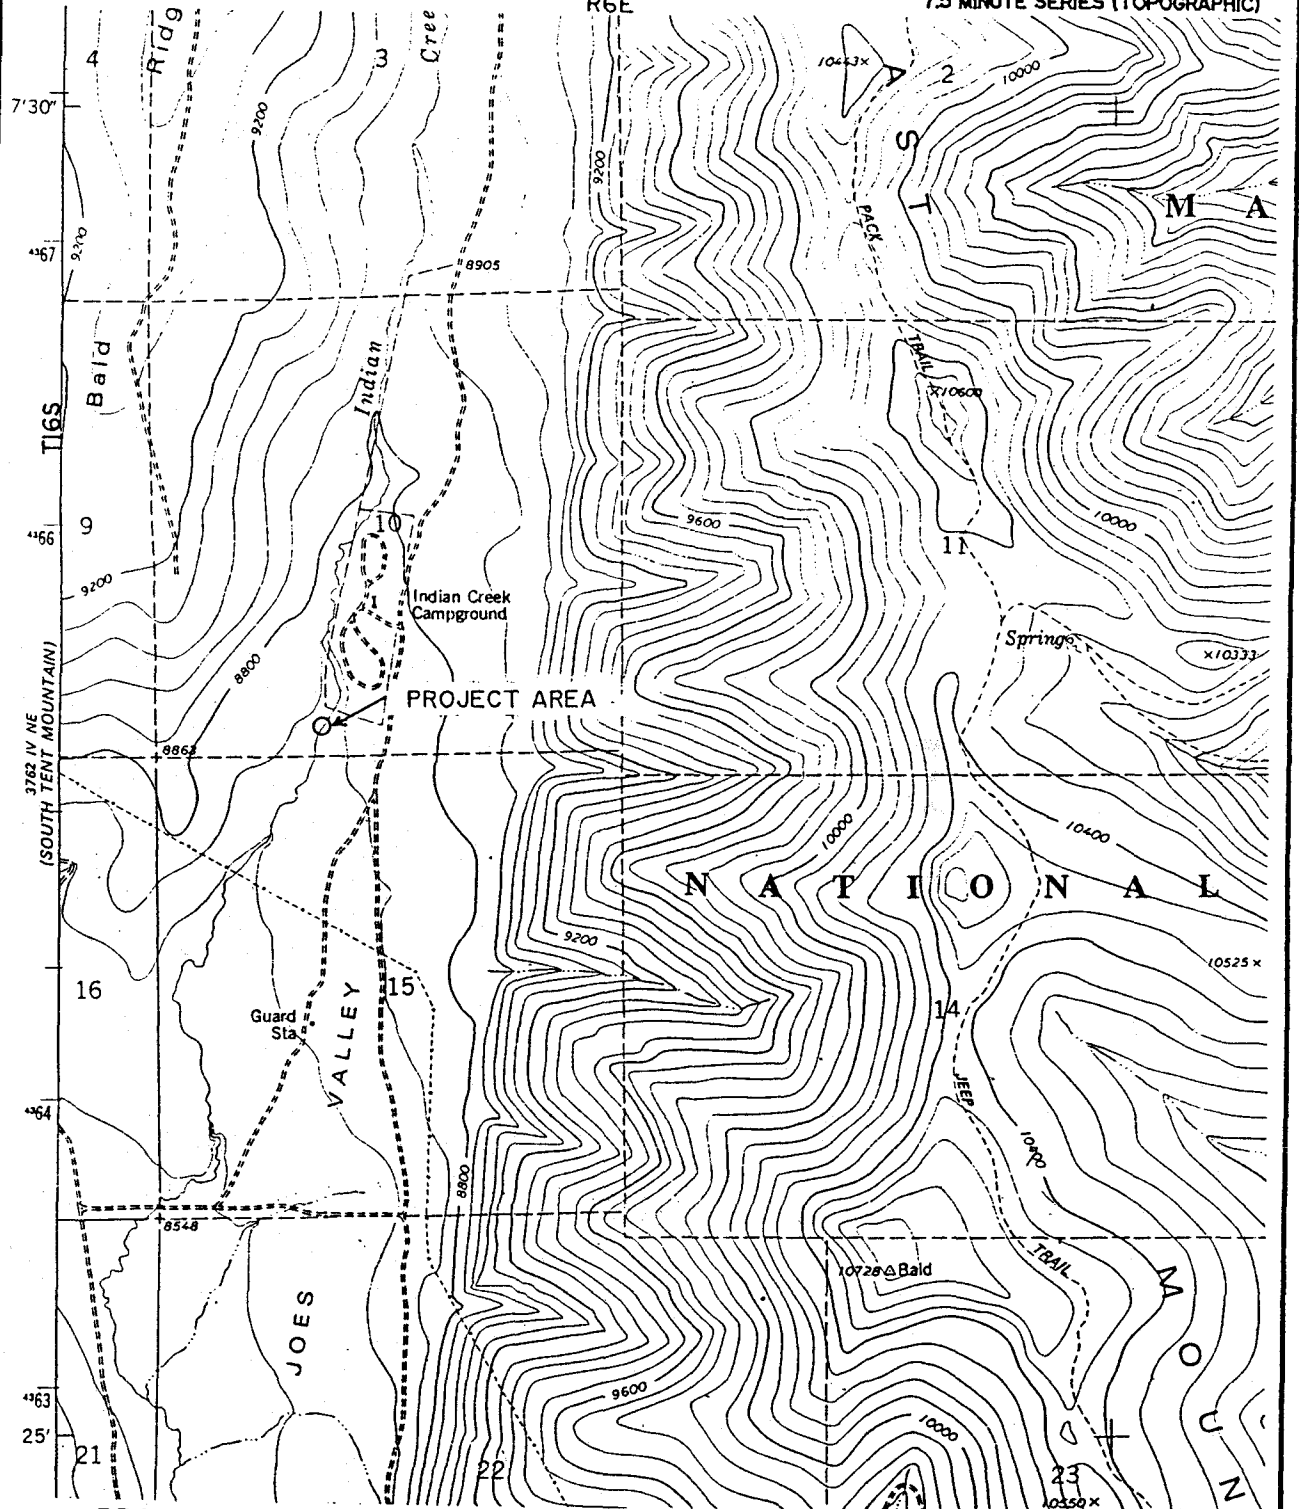 R6E
7.5 MINUTE SERIES (TOPOGRAPHIC)
4
Ridg
3
Cree
10443×
A
2
10000
7'30"
9200
9200
S
T
PACK
M A
9200
4367
8905
Bald
Indian
TRAIL
×10600
T16S
9
10
9600
11
10000
4366
9200
Indian Creek
Campground
Spring
×10333
8800
PROJECT AREA
3762 IV NE
(SOUTH TENT MOUNTAIN)
8863
10000
10400
N A T I O N A L
9200
10525×
16
15
14
Guard
Sta
VALLEY
JEEP
4364
10400
8800
8548
TRAIL
10728△Bald
JOES
M
O
U
N
4363
9600
10000
25'
21
22
23
10550×